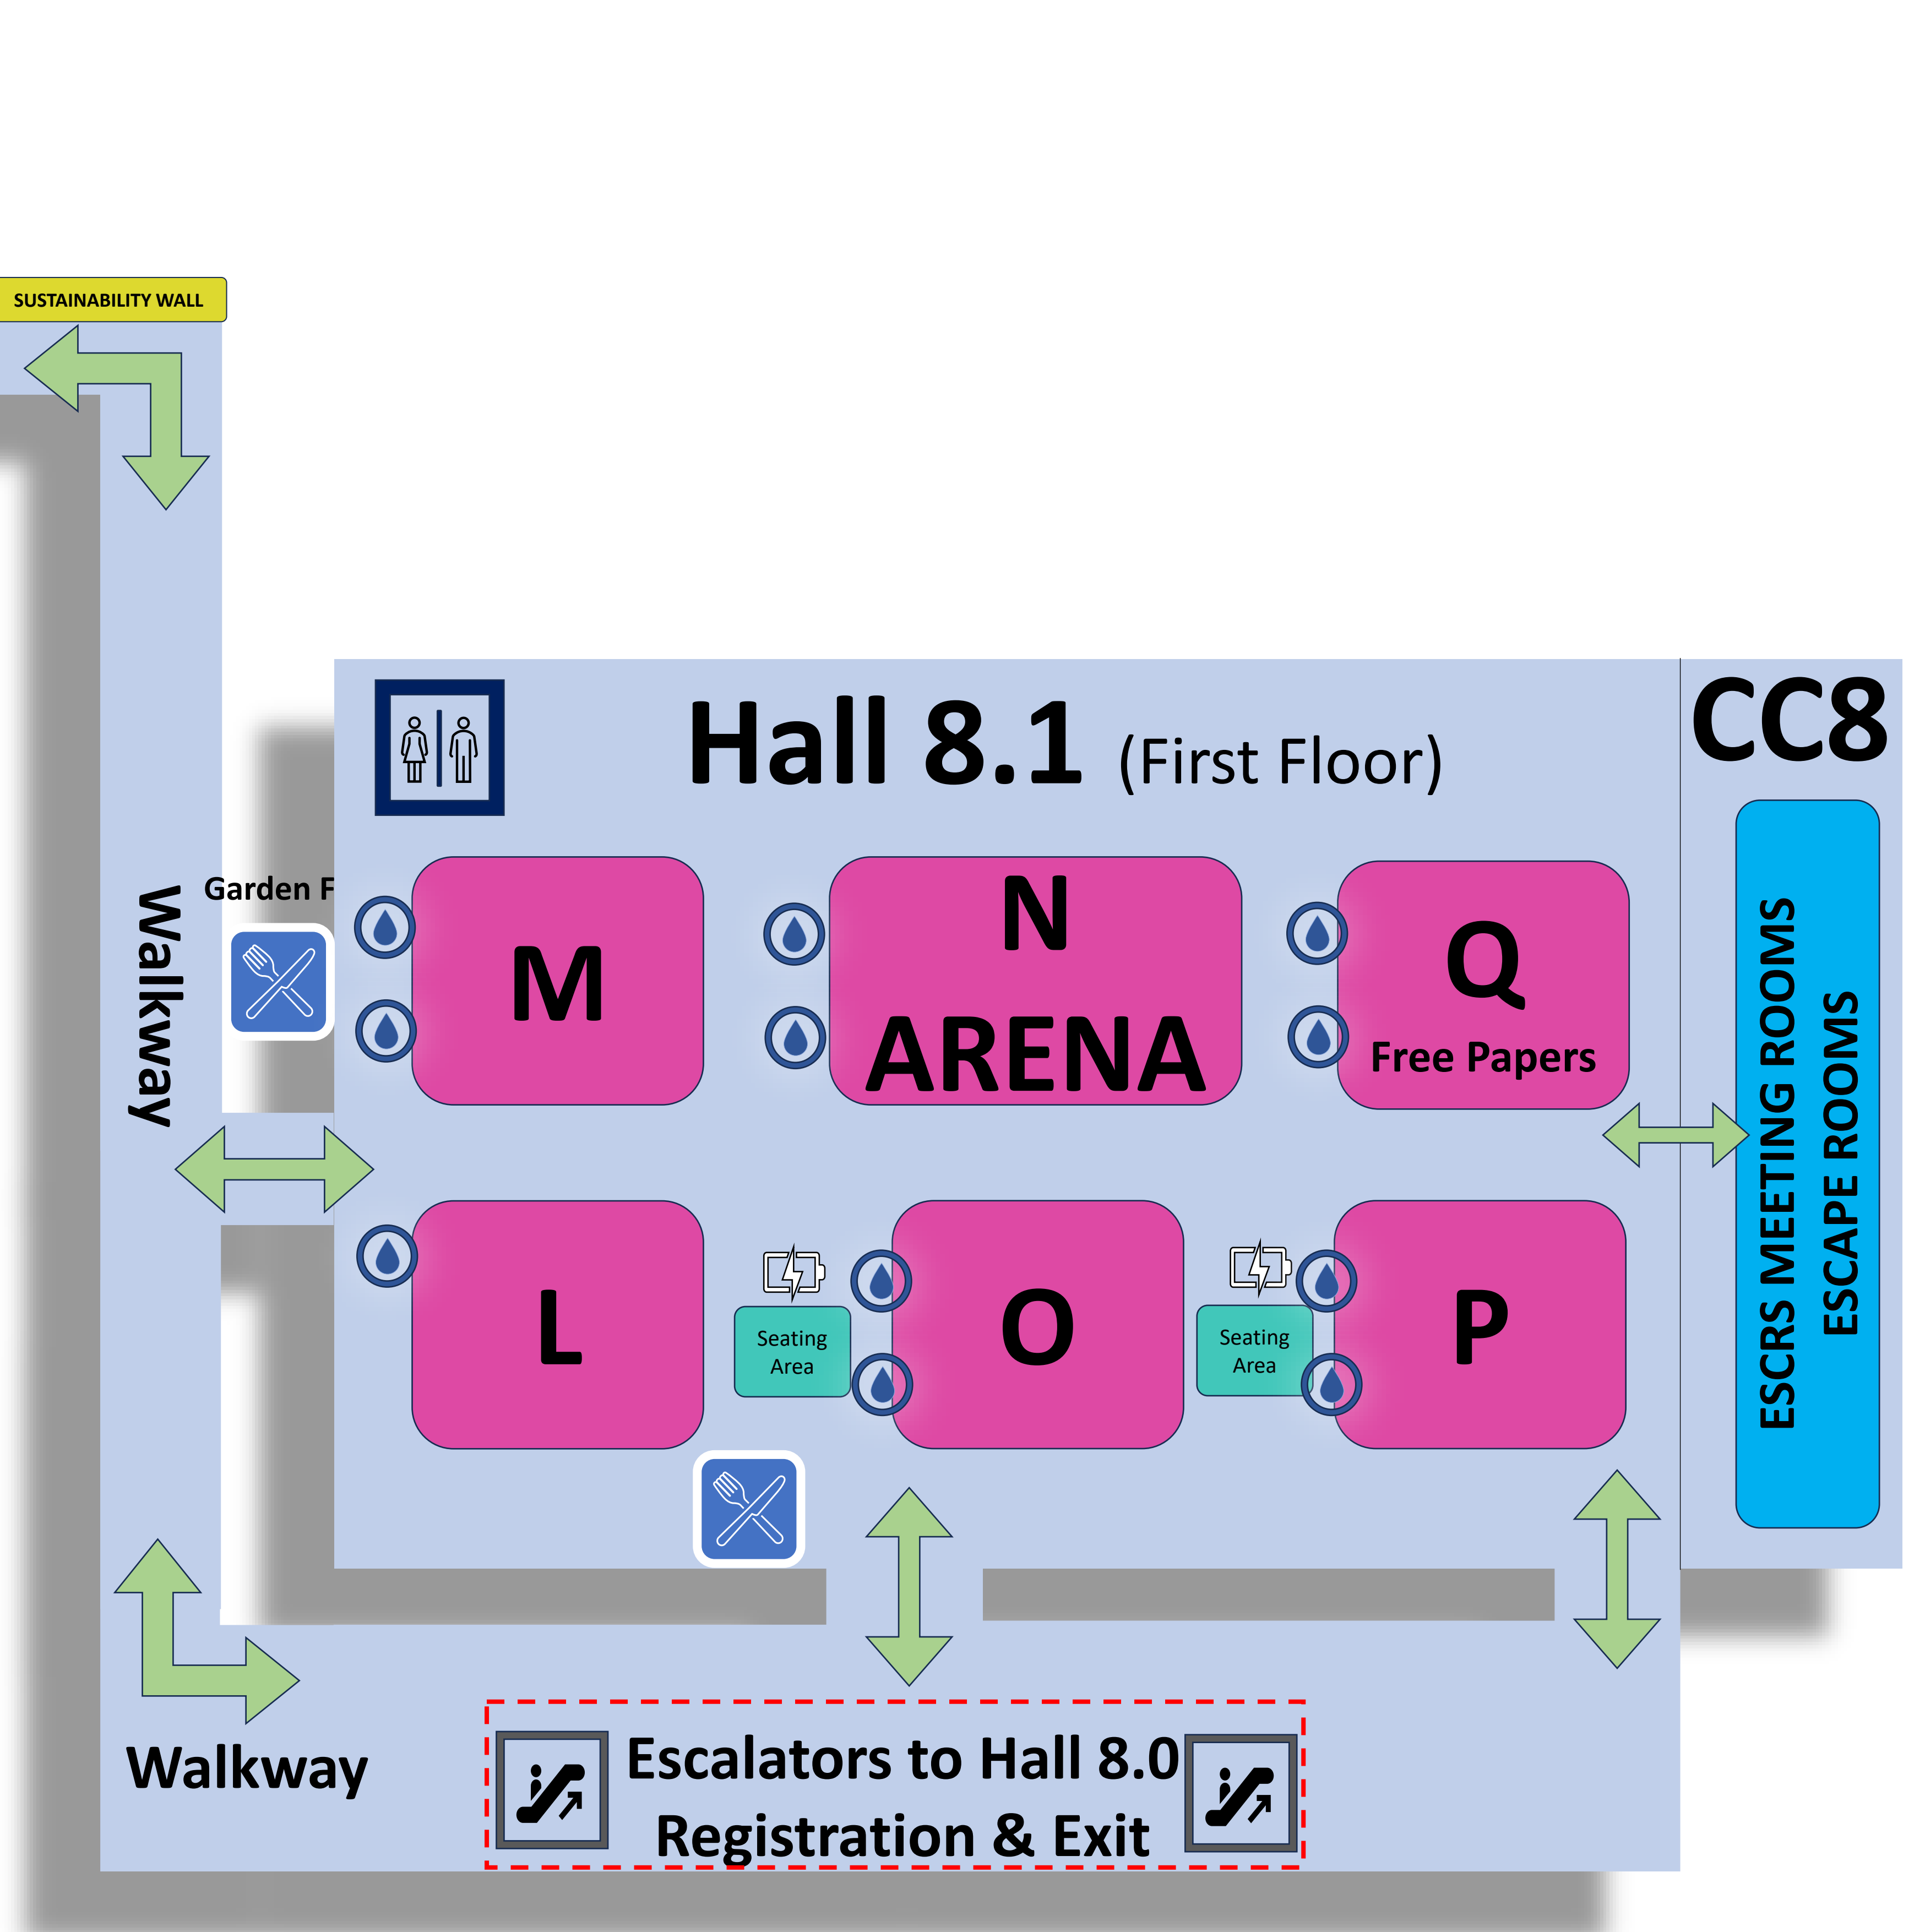 SUSTAINABILITY WALL
Hall 8.1 (First Floor)
CC8
Garden F
Walkway
M
N
ARENA
Q
Free Papers
ESCRS MEETING ROOMS
ESCAPE ROOMS
L
Seating
Area
O
Seating
Area
P
Walkway
Escalators to Hall 8.0
Registration & Exit